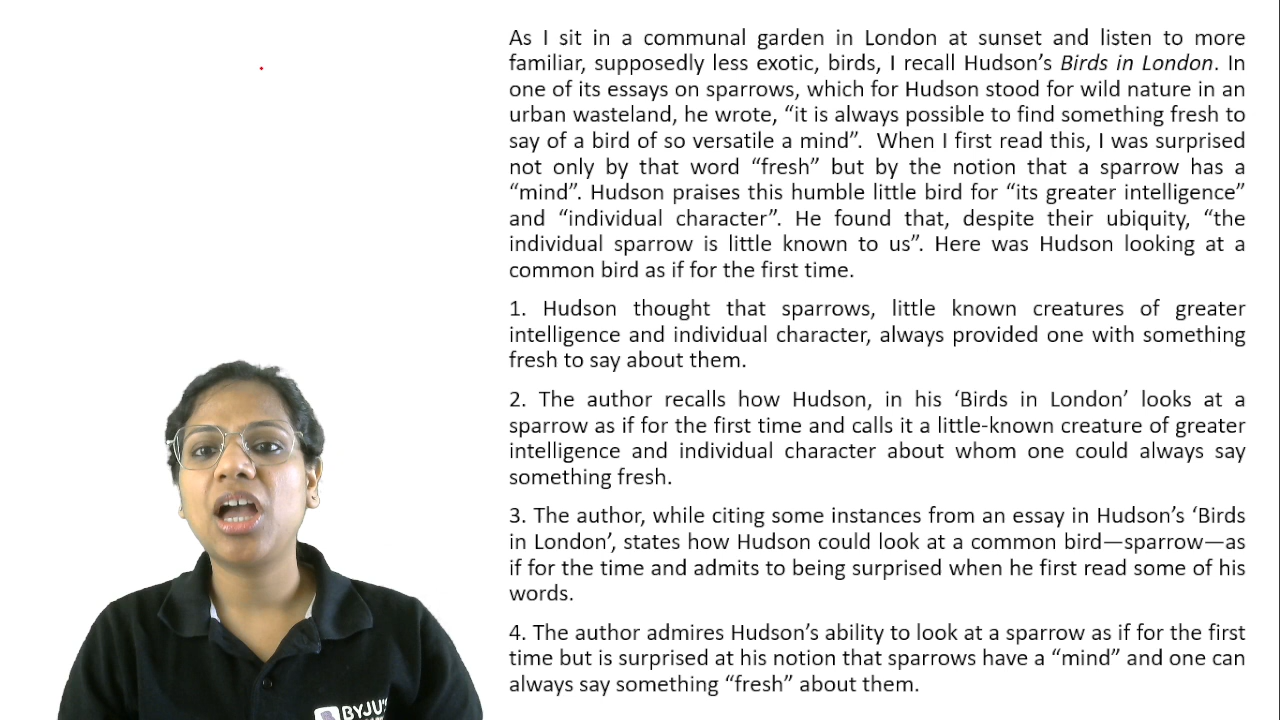 As I sit in a communal garden in London at sunset and listen to more
familiar, supposedly less exotic, birds, I recall Hudson’s Birds in London. In
one of its essays on sparrows, which for Hudson stood for wild nature in an
urban wasteland, he wrote, “it is always possible to find something fresh to
say of a bird of so versatile a mind”.  When I first read this, I was surprised
not only by that word “fresh” but by the notion that a sparrow has a
“mind”. Hudson praises this humble little bird for “its greater intelligence”
and “individual character”. He found that, despite their ubiquity, “the
individual sparrow is little known to us”. Here was Hudson looking at a
common bird as if for the first time.
1. Hudson thought that sparrows, little known creatures of greater
intelligence and individual character, always provided one with something
fresh to say about them.
2. The author recalls how Hudson, in his ‘Birds in London’ looks at a
sparrow as if for the first time and calls it a little-known creature of greater
intelligence and individual character about whom one could always say
something fresh.
3. The author, while citing some instances from an essay in Hudson’s ‘Birds
in London’, states how Hudson could look at a common bird—sparrow—as
if for the time and admits to being surprised when he first read some of his
words.
4. The author admires Hudson’s ability to look at a sparrow as if for the first
time but is surprised at his notion that sparrows have a “mind” and one can
always say something “fresh” about them.
BYJU'S